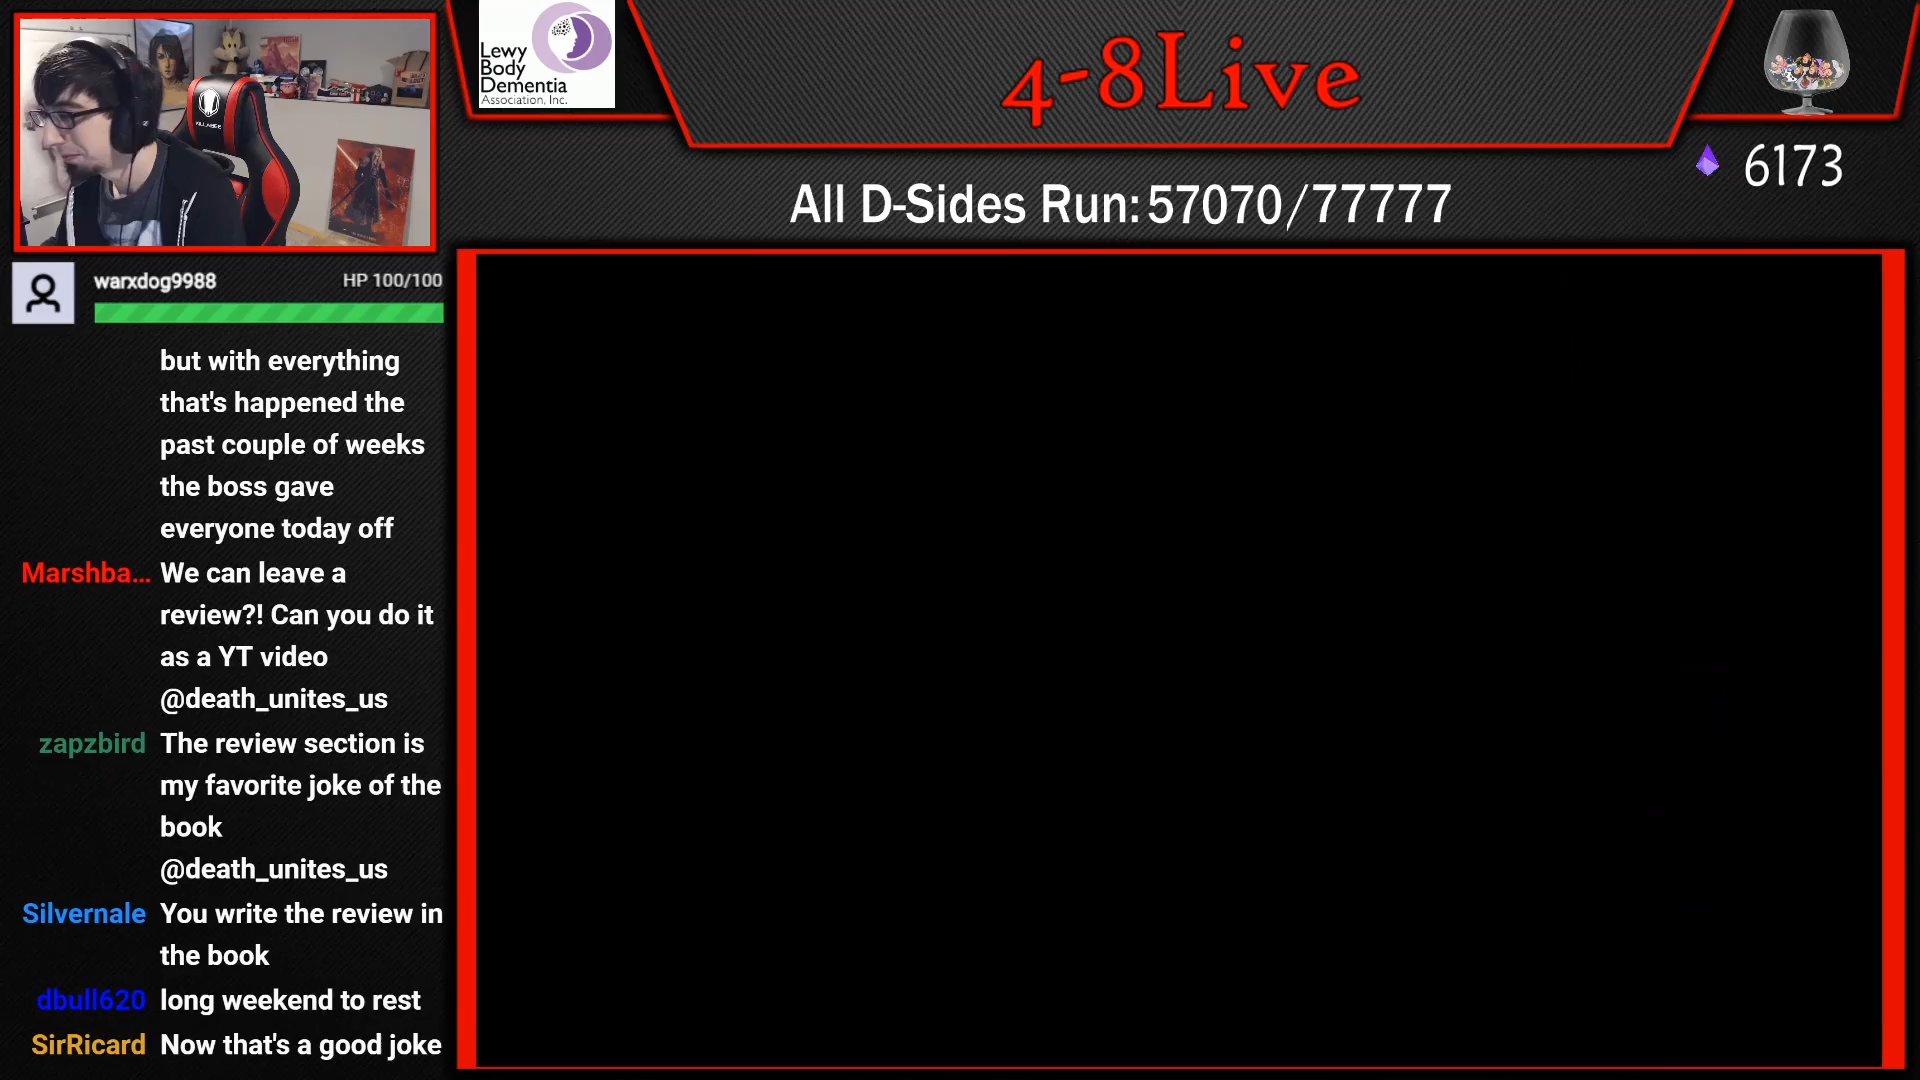 Lewy
Body
Dementia
Association, Inc.
4-8Live
6173
All D-Sides Run: 57070/77777
warxdog9988 HP 100/100
but with everything
that's happened the
past couple of weeks
the boss gave
everyone today off
Marshba... We can leave a
review?! Can you do it
as a YT video
@death_unites_us
zapzbird The review section is
my favorite joke of the
book
@death_unites_us
Silvernale You write the review in
the book
dbull620 long weekend to rest
SirRicard Now that's a good joke